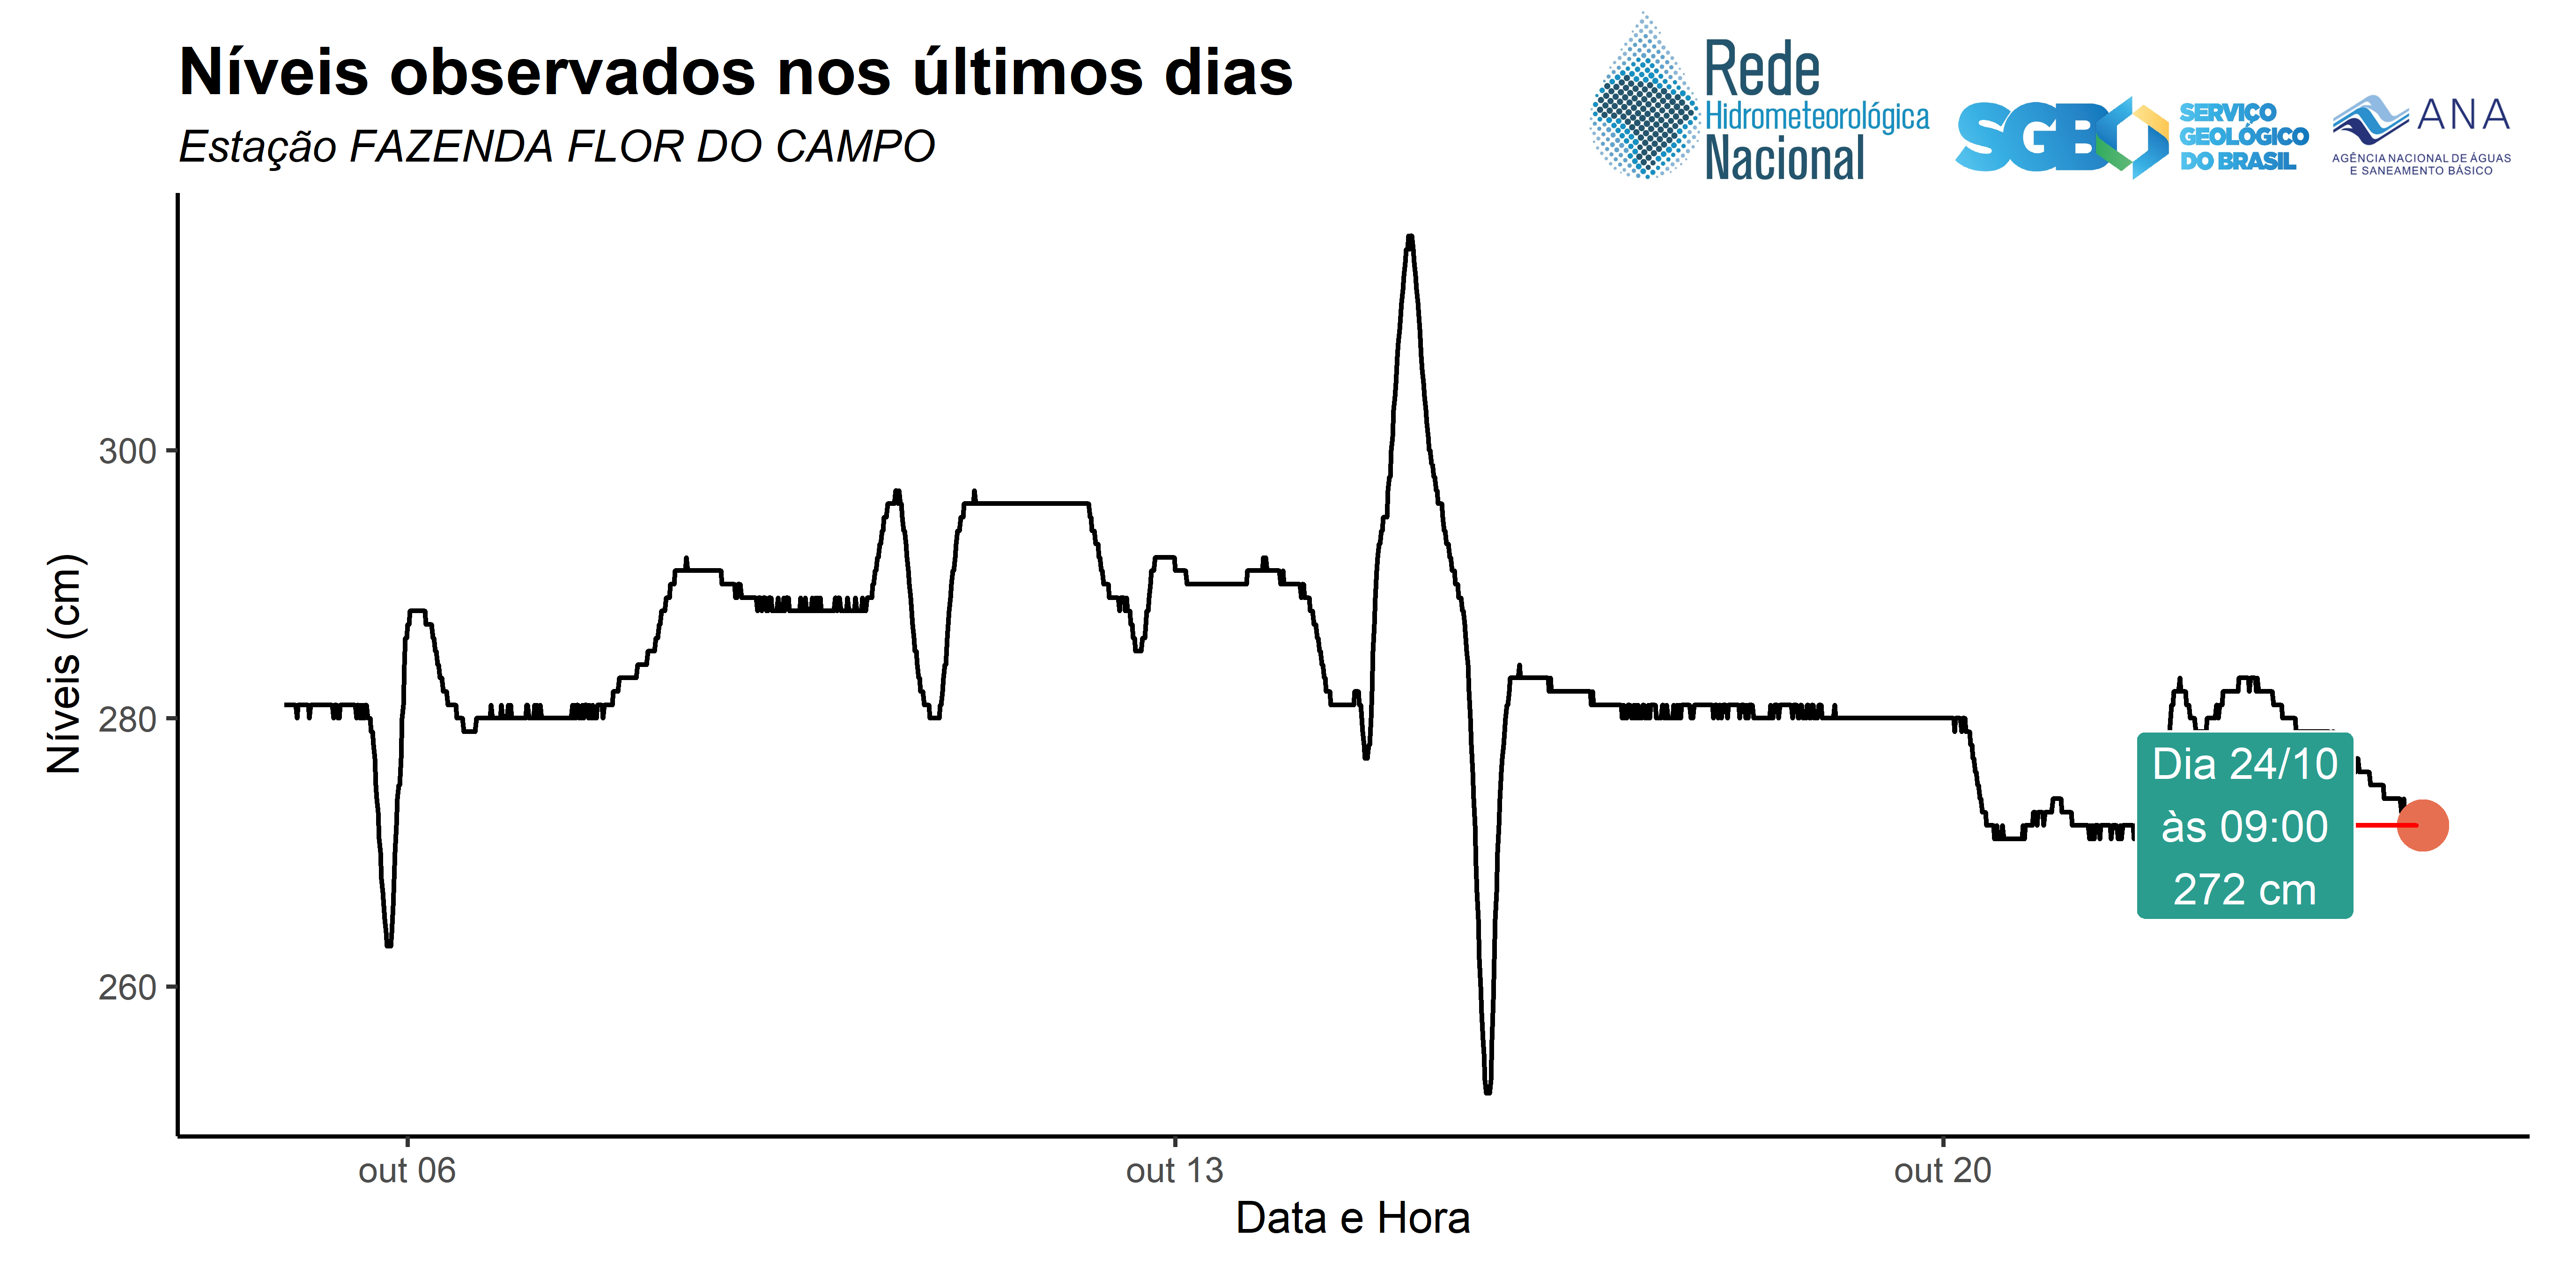 Níveis observados nos últimos dias
Estação FAZENDA FLOR DO CAMPO
Rede
Hidrometeorológica
Nacional
SGB
SERVIÇO
GEOLÓGICO
DO BRASIL
ANA
AGÊNCIA NACIONAL DE ÁGUAS
E SANEAMENTO BÁSICO
Níveis (cm)
300
280
260
Dia 24/10
às 09:00
272 cm
out 06
out 13
out 20
Data e Hora